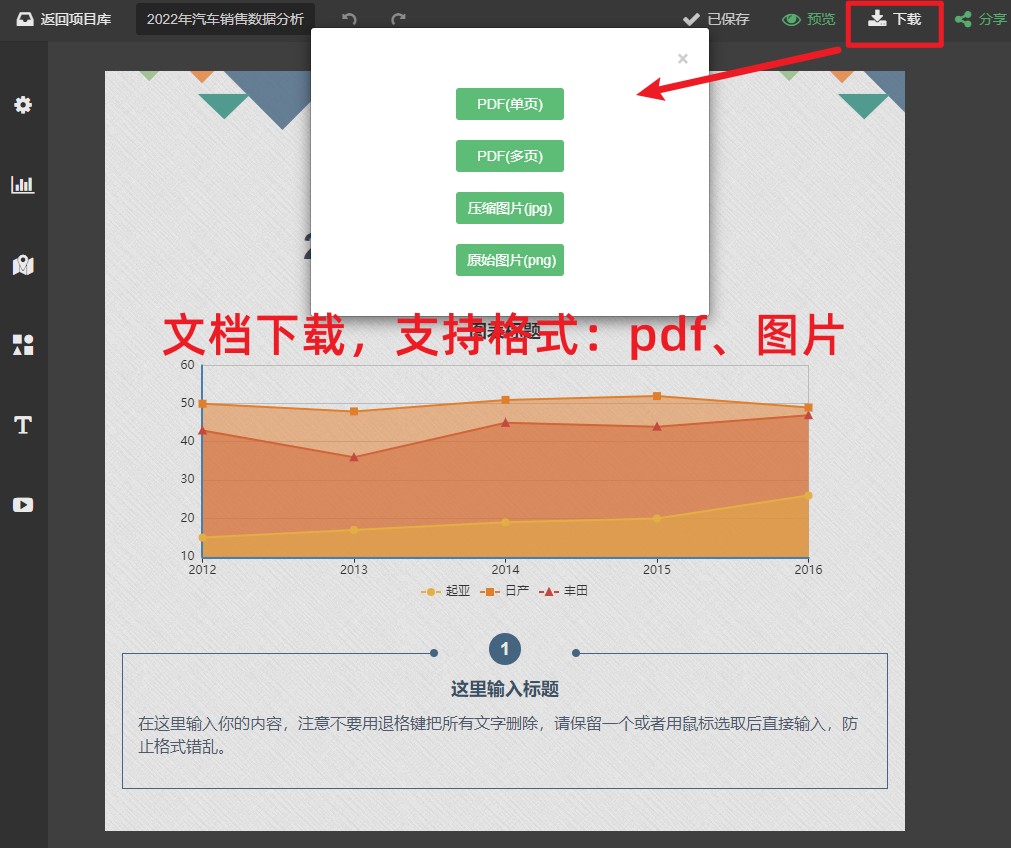 返回项目库
2022年汽车销售数据分析
已保存
预览
下载
分享
×
PDF(单页)
PDF(多页)
压缩图片(jpg)
原始图片(png)
2
图表标题
文档下载，支持格式：pdf、图片
60
50
40
30
20
10
2012 2013 2014 2015 2016
起亚 日产 丰田
T
1
这里输入标题
在这里输入你的内容，注意不要用退格键把所有文字删除，请保留一个或者用鼠标选取后直接输入，防
止格式错乱。